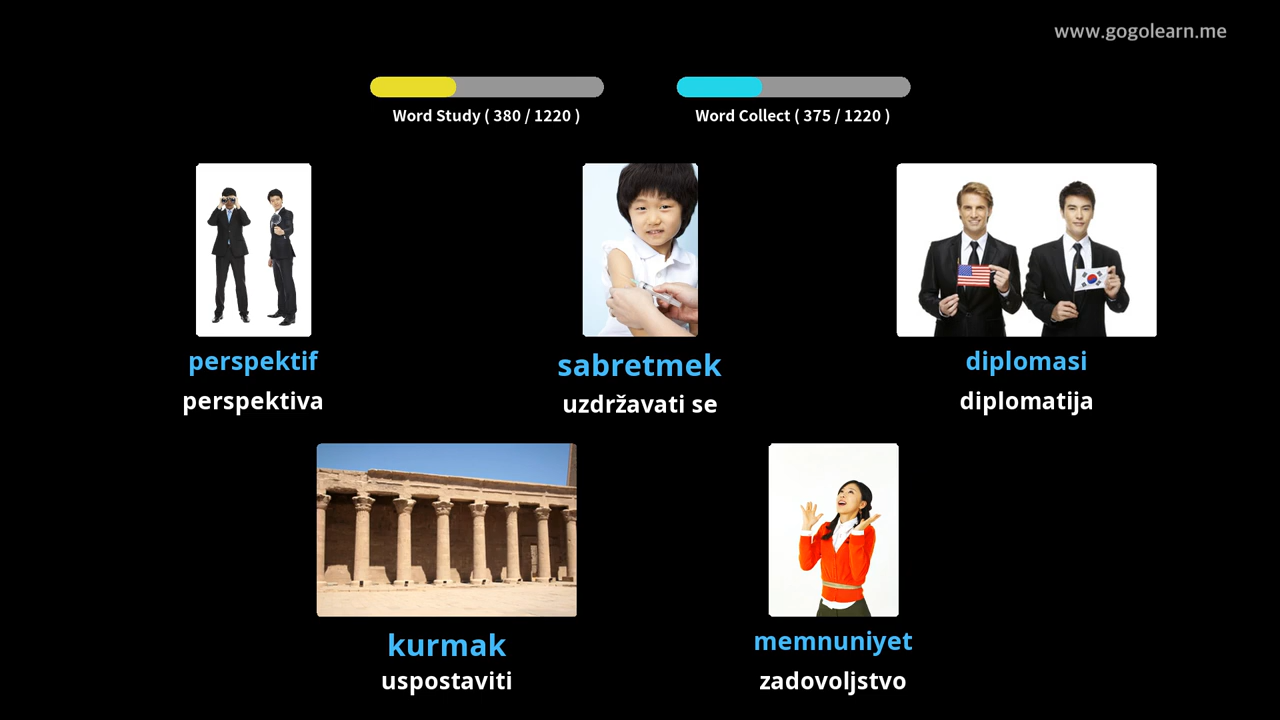 www.gogolearn.me
Word Study ( 380 / 1220 )
Word Collect ( 375 / 1220 )
perspektif
perspektiva
sabretmek
uzdržavati se
diplomasi
diplomatija
kurmak
uspostaviti
memnuniyet
zadovoljstvo